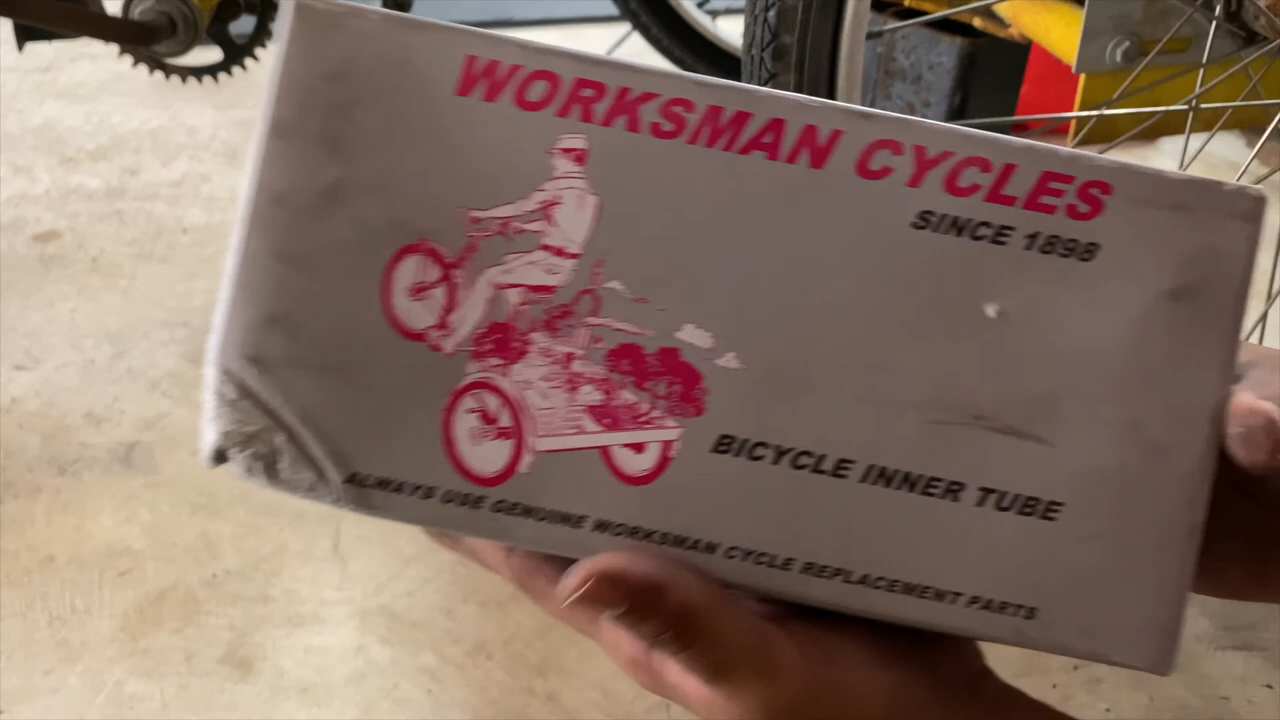 WORKSMAN CYCLES
SINCE 1898
BICYCLE INNER TUBE
ALWAYS USE GENUINE WORKSMAN CYCLE REPLACEMENT PARTS